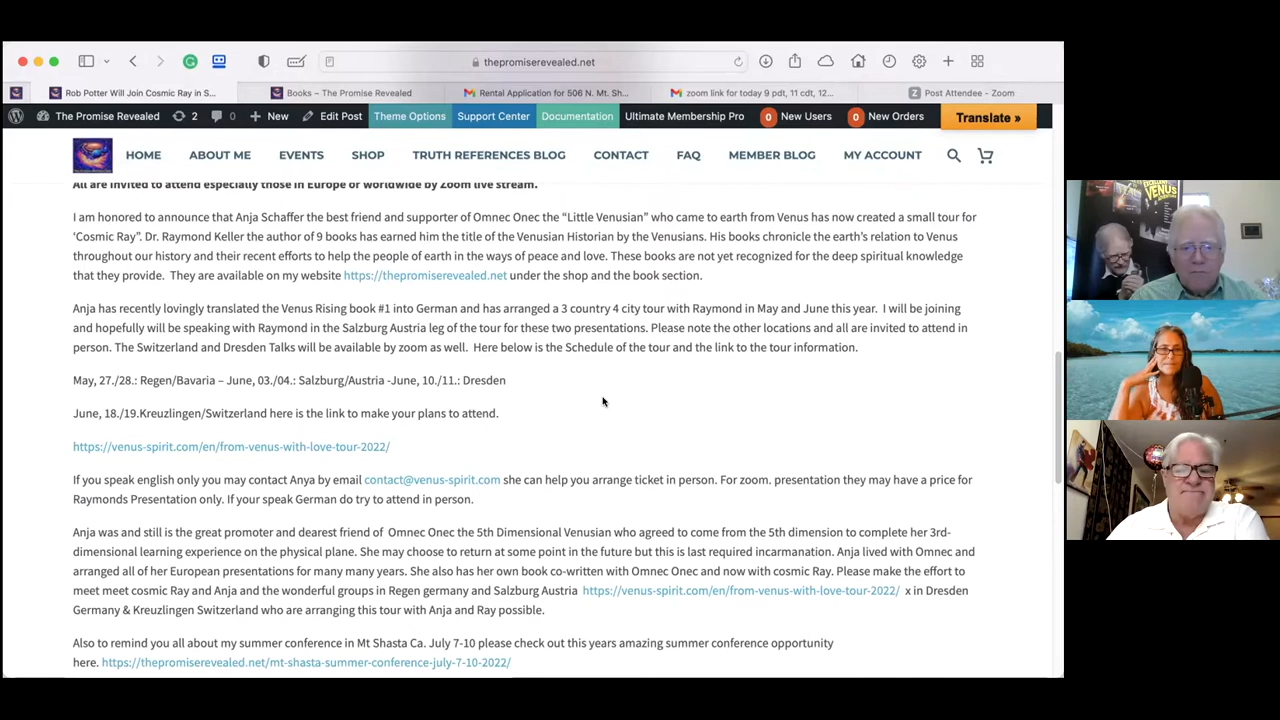 thepromiserevealed.net
Rob Potter Will Join Cosmic Ray in S...
Books – The Promise Revealed
Rental Application for 506 N. Mt. Sh...
zoom link for today 9 pdt, 11 cdt, 12...
Z Post Attendee - Zoom
The Promise Revealed 2 0 New Edit Post Theme Options Support Center Documentation Ultimate Membership Pro 0 New Users 0 New Orders Translate »
HOME ABOUT ME EVENTS SHOP TRUTH REFERENCES BLOG CONTACT FAQ MEMBER BLOG MY ACCOUNT
All are invited to attend especially those in Europe or worldwide by Zoom live stream.
I am honored to announce that Anja Schaffer the best friend and supporter of Omnec Onec the “Little Venusian” who came to earth from Venus has now created a small tour for
‘Cosmic Ray”. Dr. Raymond Keller the author of 9 books has earned him the title of the Venusian Historian by the Venusians. His books chronicle the earth’s relation to Venus
throughout our history and their recent efforts to help the people of earth in the ways of peace and love. These books are not yet recognized for the deep spiritual knowledge
that they provide. They are available on my website https://thepromiserevealed.net under the shop and the book section.
Anja has recently lovingly translated the Venus Rising book #1 into German and has arranged a 3 country 4 city tour with Raymond in May and June this year. I will be joining
and hopefully will be speaking with Raymond in the Salzburg Austria leg of the tour for these two presentations. Please note the other locations and all are invited to attend in
person. The Switzerland and Dresden Talks will be available by zoom as well. Here below is the Schedule of the tour and the link to the tour information.
May, 27./28.: Regen/Bavaria – June, 03./04.: Salzburg/Austria -June, 10./11.: Dresden
June, 18./19.Kreuzlingen/Switzerland here is the link to make your plans to attend.
https://venus-spirit.com/en/from-venus-with-love-tour-2022/
If you speak english only you may contact Anya by email contact@venus-spirit.com she can help you arrange ticket in person. For zoom. presentation they may have a price for
Raymonds Presentation only. If your speak German do try to attend in person.
Anja was and still is the great promoter and dearest friend of Omnec Onec the 5th Dimensional Venusian who agreed to come from the 5th dimension to complete her 3rd-
dimensional learning experience on the physical plane. She may choose to return at some point in the future but this is last required incarmanation. Anja lived with Omnec and
arranged all of her European presentations for many many years. She also has her own book co-written with Omnec Onec and now with cosmic Ray. Please make the effort to
meet meet cosmic Ray and Anja and the wonderful groups in Regen germany and Salzburg Austria https://venus-spirit.com/en/from-venus-with-love-tour-2022/ x in Dresden
Germany & Kreuzlingen Switzerland who are arranging this tour with Anja and Ray possible.
Also to remind you all about my summer conference in Mt Shasta Ca. July 7-10 please check out this years amazing summer conference opportunity
here. https://thepromiserevealed.net/mt-shasta-summer-conference-july-7-10-2022/
VENUS